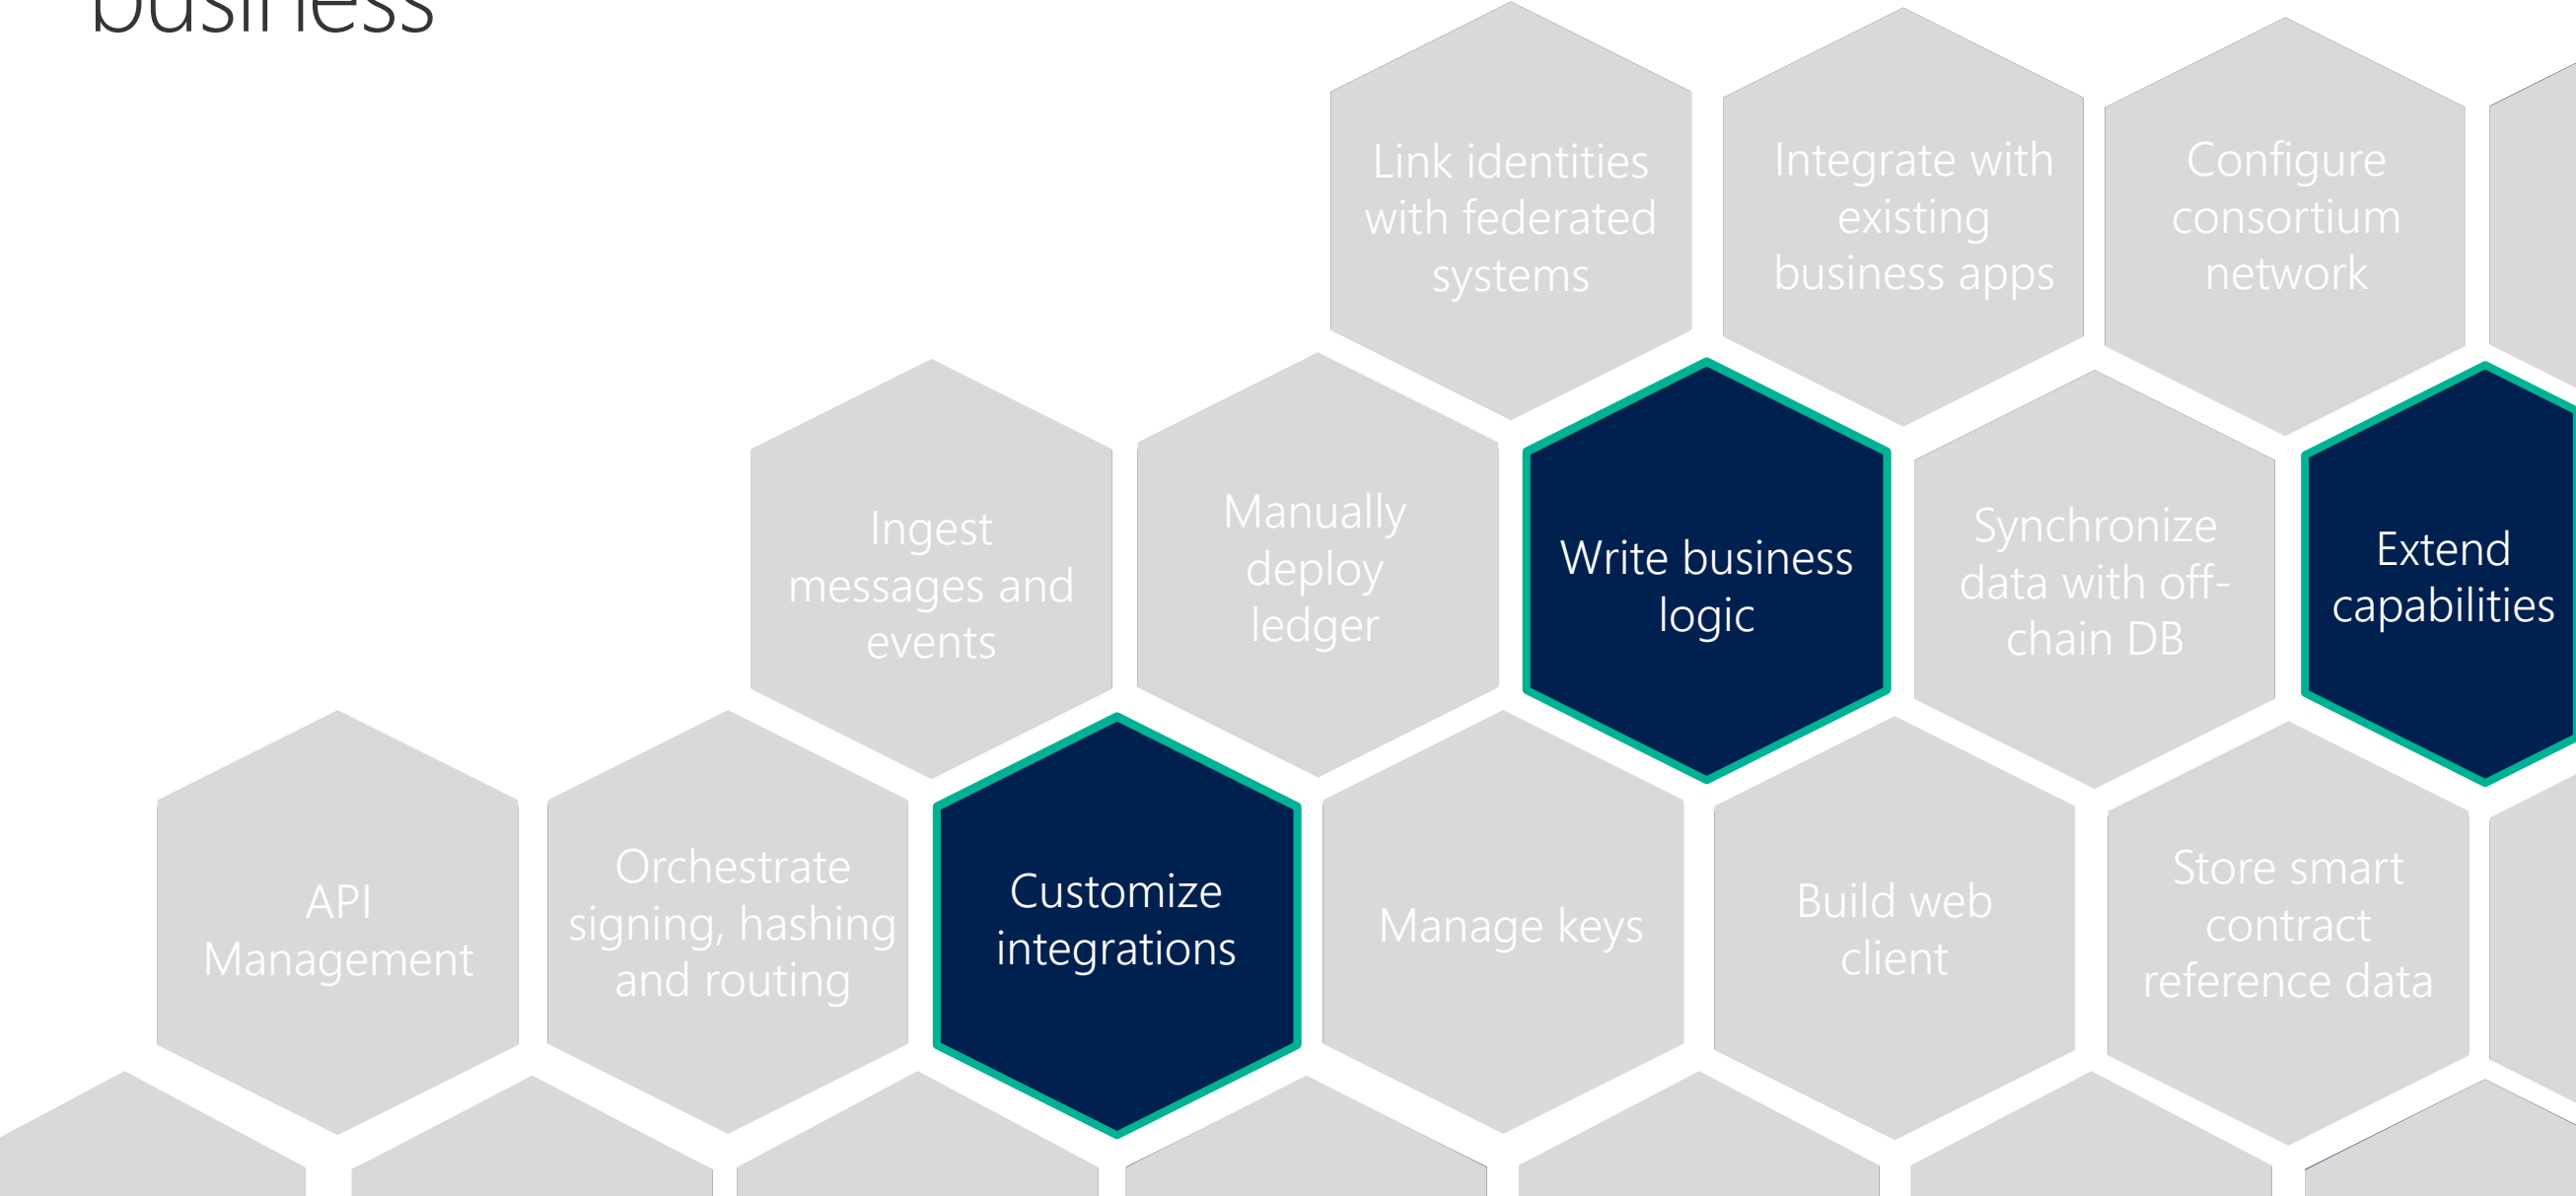 business
Link identities
with federated
systems
Integrate with
existing
business apps
Configure
consortium
network
Ingest
messages and
events
Manually
deploy
ledger
Write business
logic
Synchronize
data with off-
chain DB
Extend
capabilities
API
Management
Orchestrate
signing, hashing
and routing
Customize
integrations
Manage keys
Build web
client
Store smart
contract
reference data